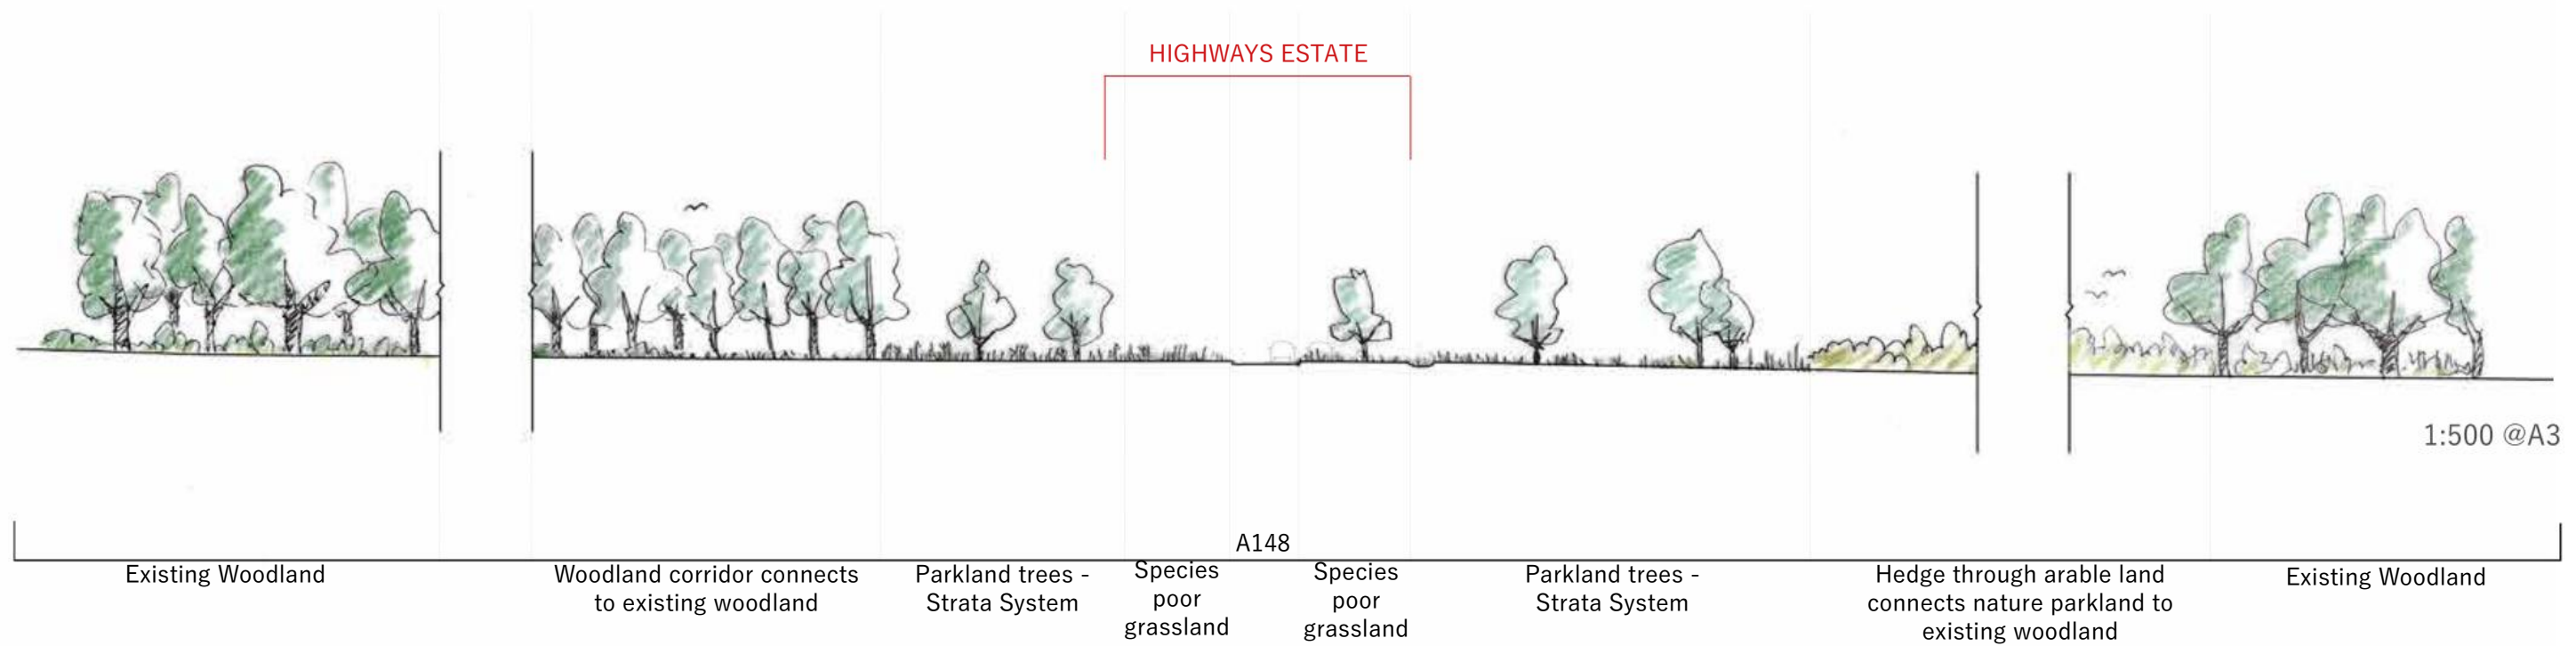 HIGHWAYS ESTATE
1:500 @A3
A148
Existing Woodland
Woodland corridor connects
to existing woodland
Parkland trees -
Strata System
Species
poor
grassland
Species
poor
grassland
Parkland trees -
Strata System
Hedge through arable land
connects nature parkland to
existing woodland
Existing Woodland